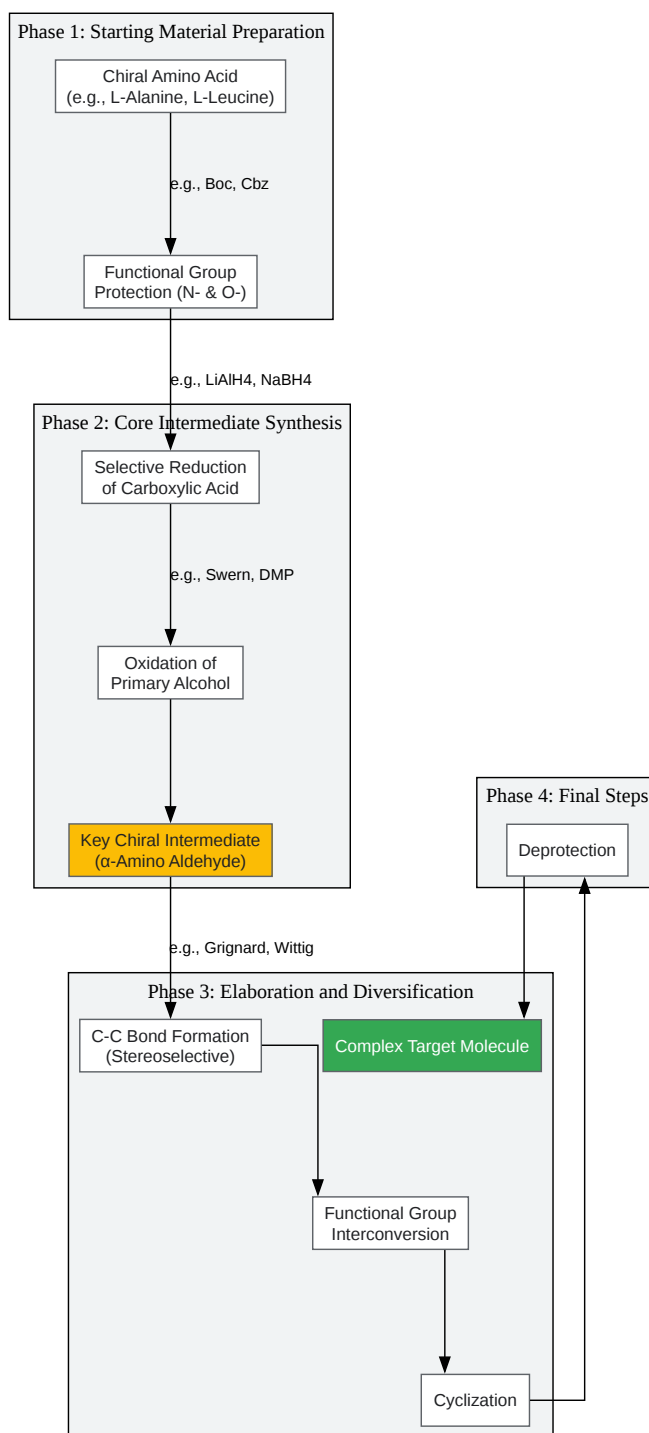 Phase 1: Starting Material Preparation
Chiral Amino Acid
(e.g., L-Alanine, L-Leucine)
e.g., Boc, Cbz
Functional Group
Protection (N- & O-)
e.g., LiAlH4, NaBH4
Phase 2: Core Intermediate Synthesis
Selective Reduction
of Carboxylic Acid
e.g., Swern, DMP
Oxidation of
Primary Alcohol
Key Chiral Intermediate
(α-Amino Aldehyde)
e.g., Grignard, Wittig
Phase 3: Elaboration and Diversification
C-C Bond Formation
(Stereoselective)
Functional Group
Interconversion
Cyclization
Phase 4: Final Steps
Deprotection
Complex Target Molecule